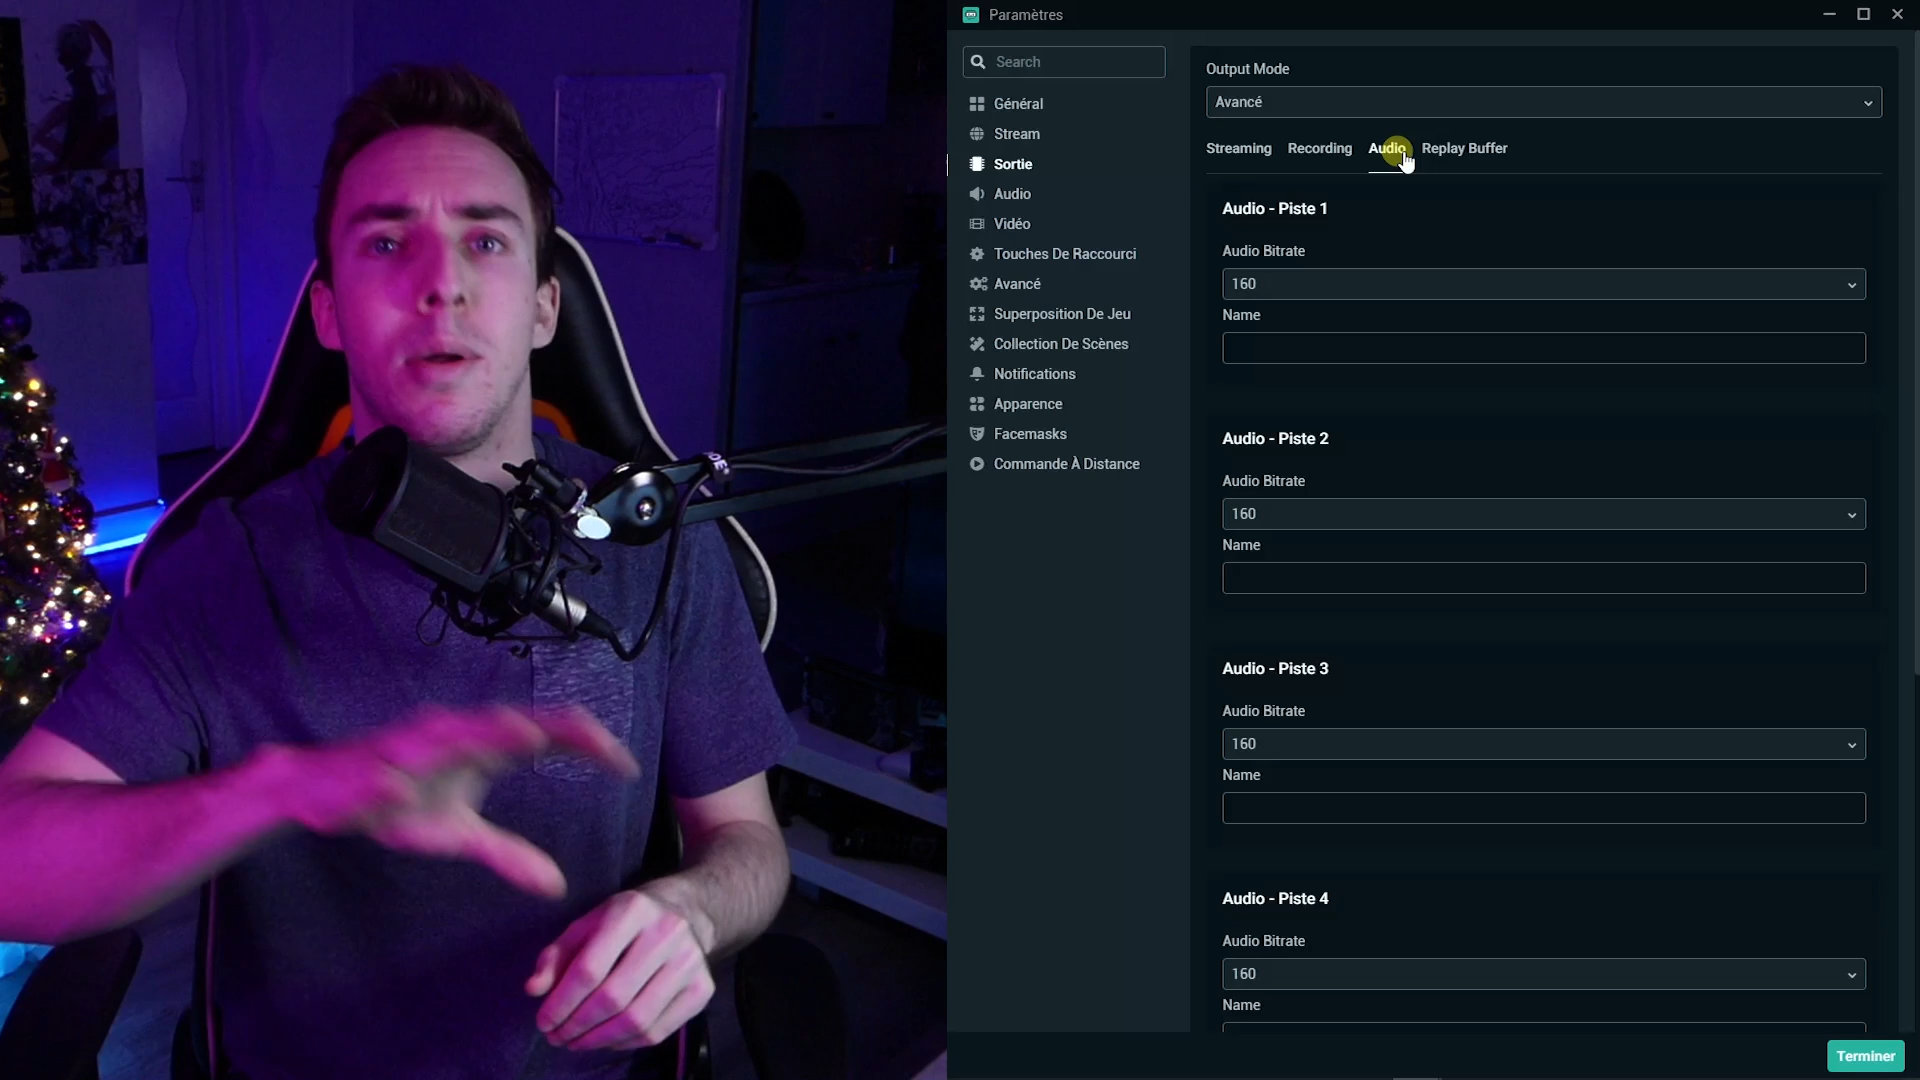 Paramètres
Search
Général
Stream
Sortie
Audio
Vidéo
Touches De Raccourci
Avancé
Superposition De Jeu
Collection De Scènes
Notifications
Apparence
Facemasks
Commande À Distance
Output Mode
Avancé
Streaming Recording Audio Replay Buffer
Audio - Piste 1
Audio Bitrate
160
Name
Audio - Piste 2
Audio Bitrate
160
Name
Audio - Piste 3
Audio Bitrate
160
Name
Audio - Piste 4
Audio Bitrate
160
Name
Terminer